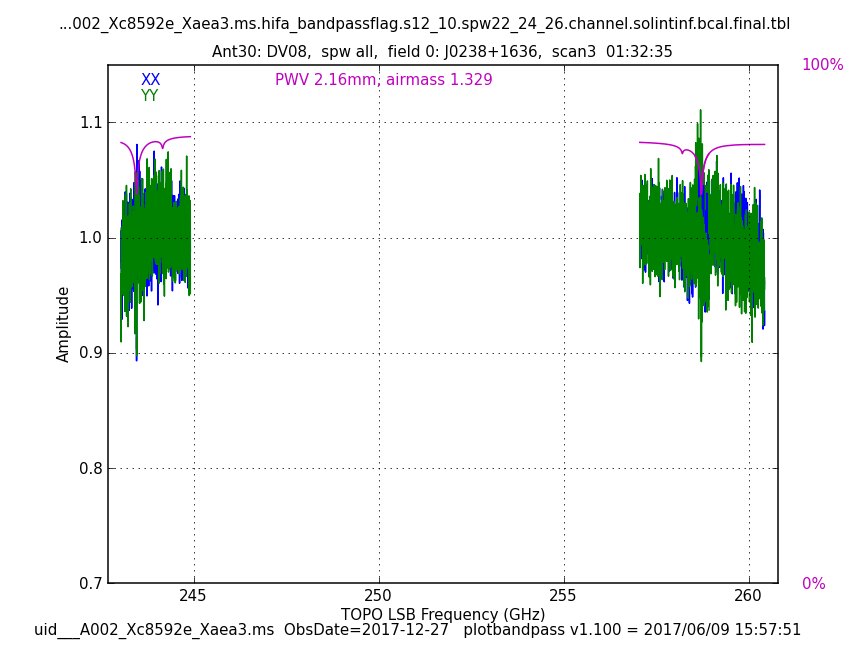 ...002_Xc8592e_Xaea3.ms.hifa_bandpassflag.s12_10.spw22_24_26.channel.solintinf.bcal.final.tbl
Ant30: DV08,  spw all,  field 0: J0238+1636,  scan3  01:32:35
XX
YY
PWV 2.16mm, airmass 1.329
100%
1.1
1.0
0.9
0.8
0.7
0%
Amplitude
245
250
255
260
TOPO LSB Frequency (GHz)
uid___A002_Xc8592e_Xaea3.ms  ObsDate=2017-12-27   plotbandpass v1.100 = 2017/06/09 15:57:51